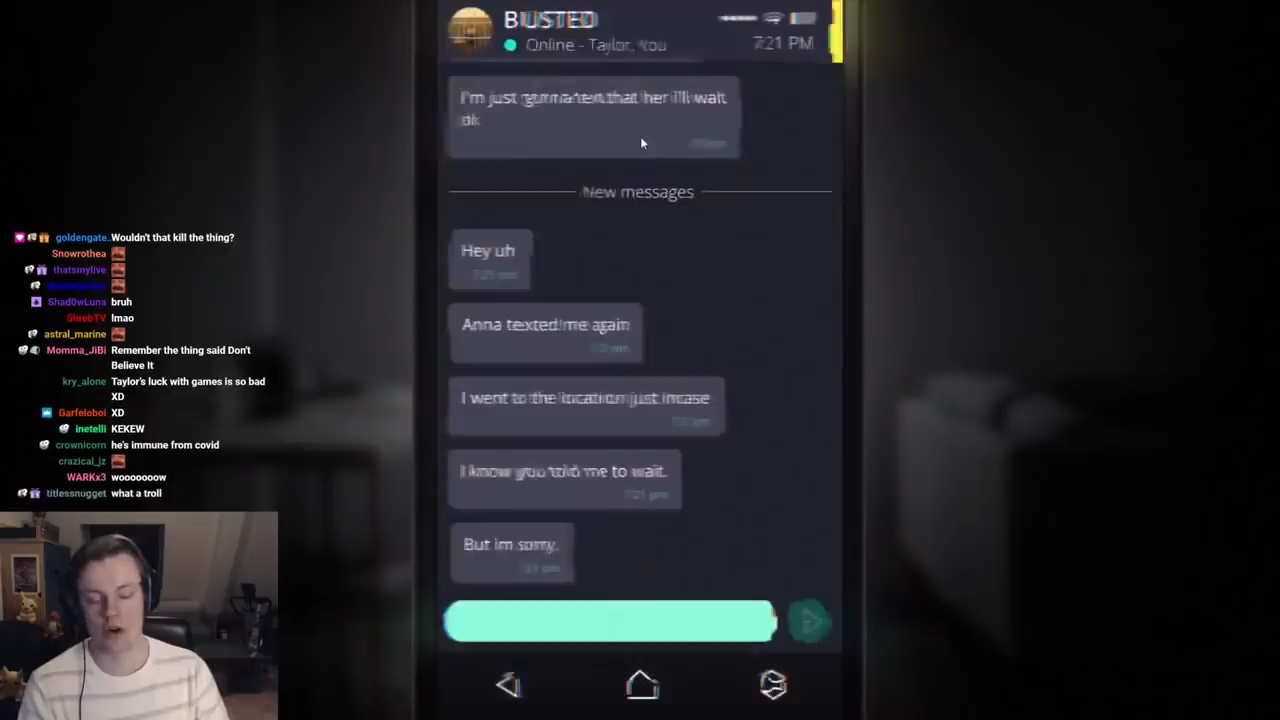 BUSTED
Online - Taylor, You
7:21 PM
I'm just gonna text that her i'll wait
ok
New messages
Hey uh
Anna texted me again
I went to the location just incase
I know you told me to wait.
7:21 pm
But im sorry.
goldengate..Wouldn't that kill the thing?
Snowrothea
thatsmylive
Shad0wLuna bruh
ShrebTV lmao
astral_marine
Momma_JiBi Remember the thing said Don't
Believe It
kry_alone Taylor's luck with games is so bad
XD
Garfeloboi XD
inetelli KEKEW
crownicorn he's immune from covid
crazical_jz
WARKx3 wooooooow
titlessnugget what a troll